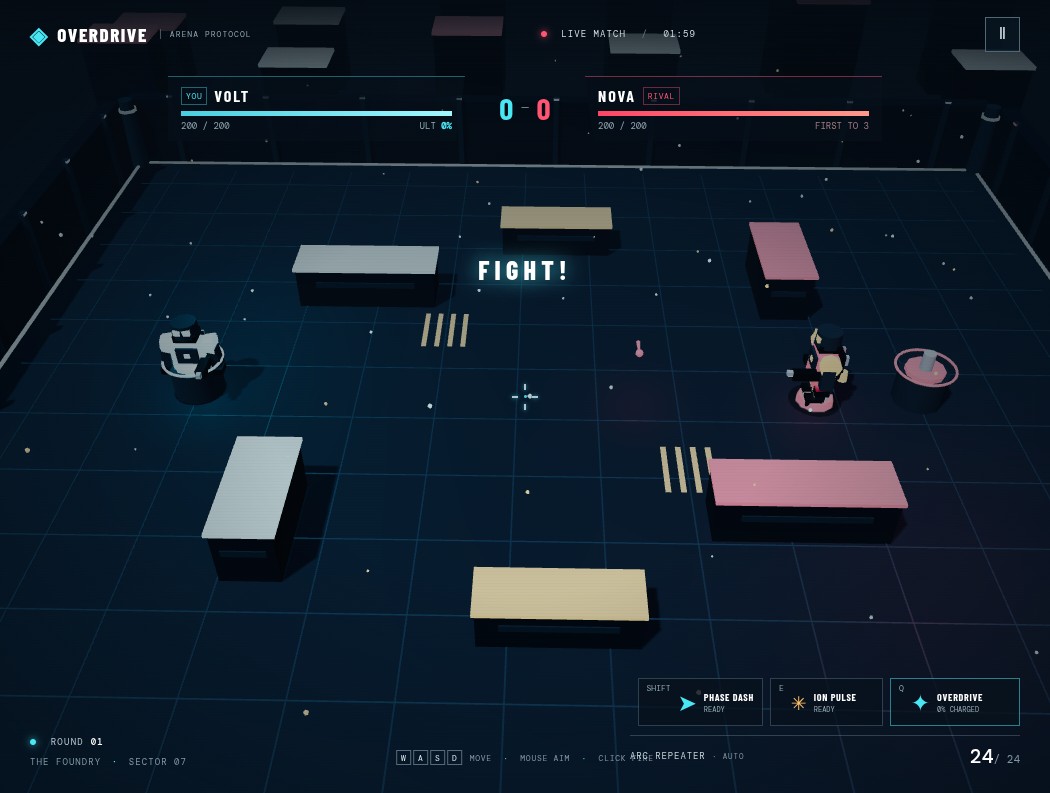 OVERDRIVE | ARENA PROTOCOL
LIVE MATCH / 01:59
II
YOU VOLT
200 / 200 ULT 0%
0 - 0
NOVA RIVAL
200 / 200 FIRST TO 3
FIGHT!
SHIFT
PHASE DASH
READY
E
ION PULSE
READY
Q
OVERDRIVE
0% CHARGED
ROUND 01
THE FOUNDRY · SECTOR 07
W A S D MOVE · MOUSE AIM · CLICK FIRE
ARC REPEATER · AUTO
24 / 24